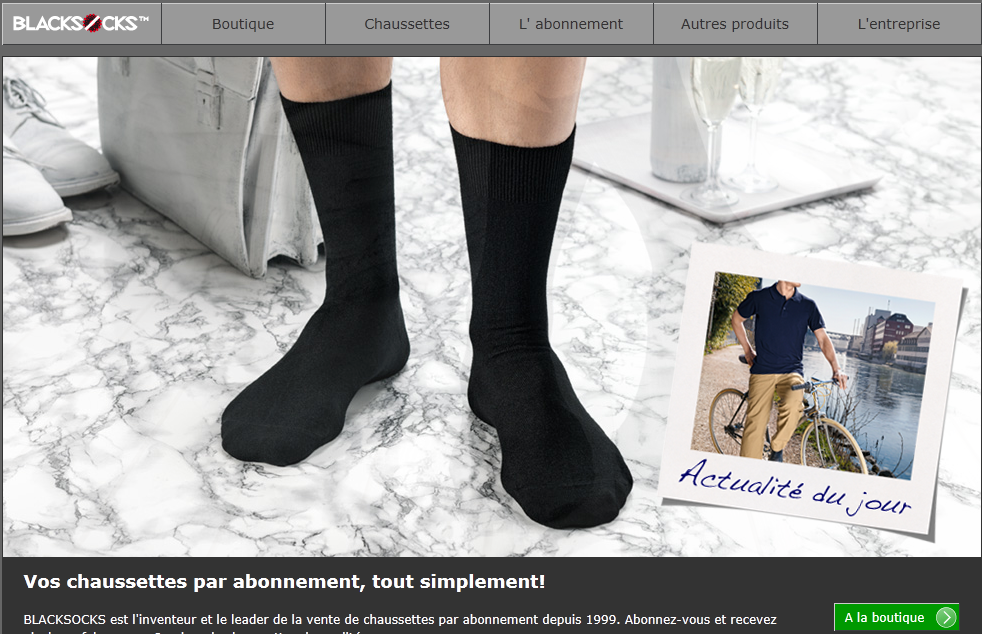 BLACKSOCKS™
Boutique
Chaussettes
L' abonnement
Autres produits
L'entreprise
Actualité du jour
Vos chaussettes par abonnement, tout simplement!
BLACKSOCKS est l'inventeur et le leader de la vente de chaussettes par abonnement depuis 1999. Abonnez-vous et recevez
A la boutique